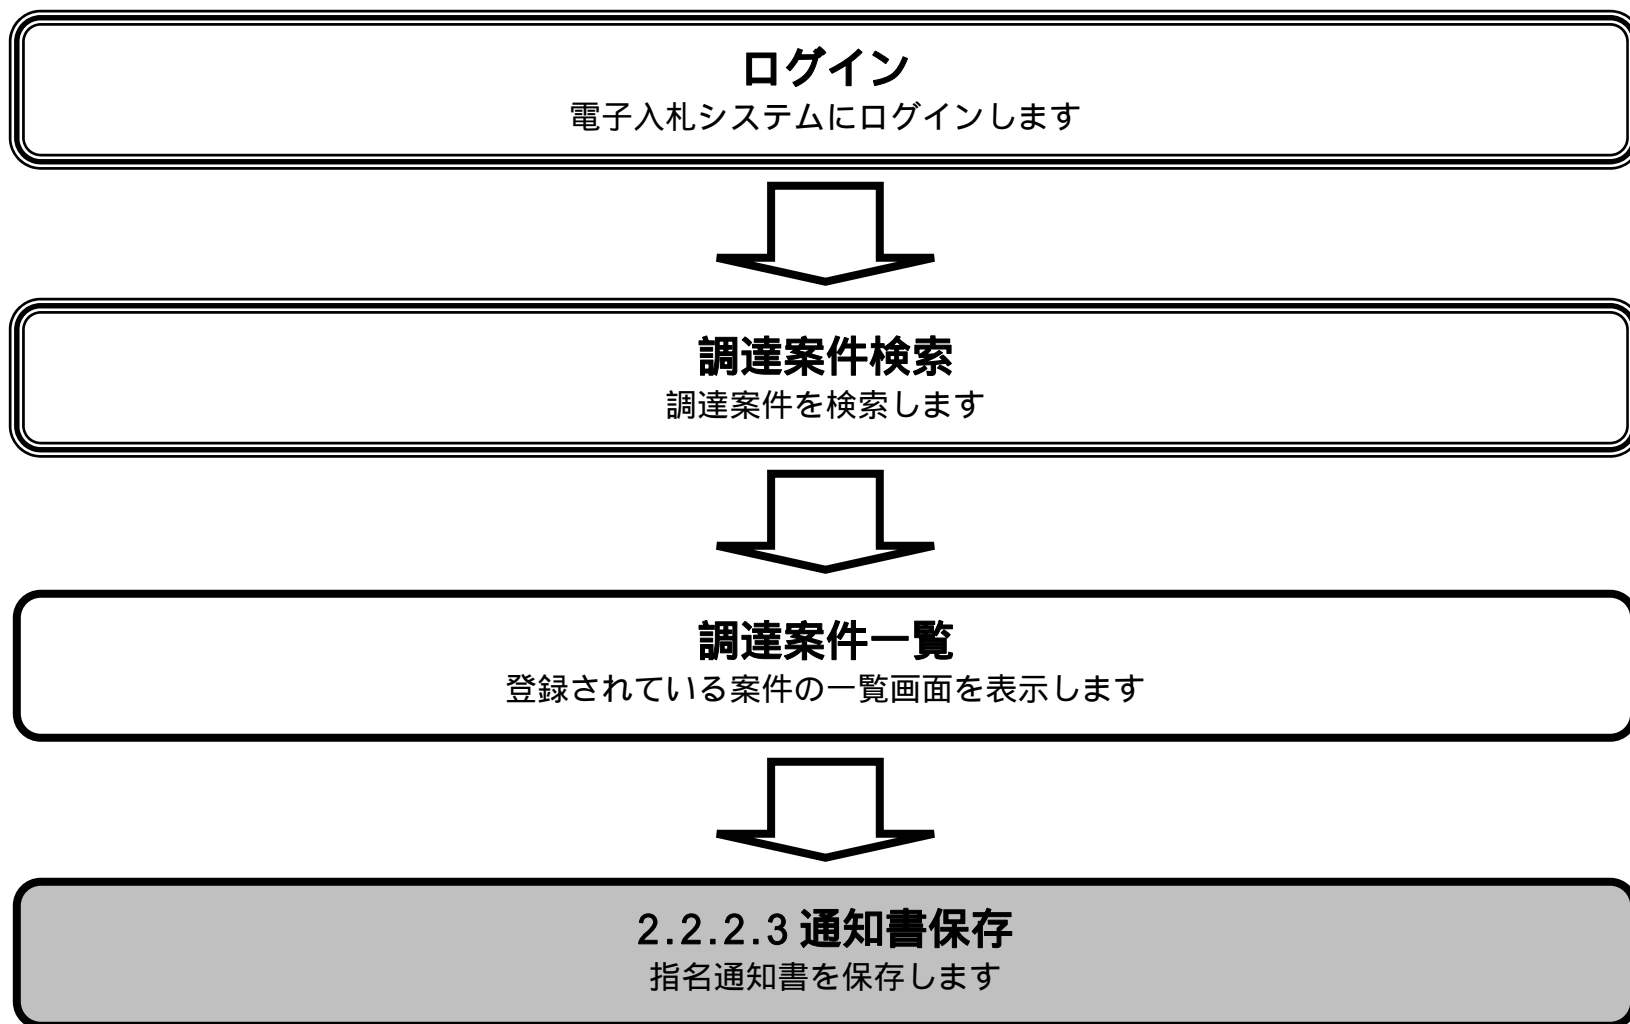 ログイン
電子入札システムにログインします
調達案件検索
調達案件を検索します
調達案件一覧
登録されている案件の一覧画面を表示します
2.2.2.3 通知書保存
指名通知書を保存します